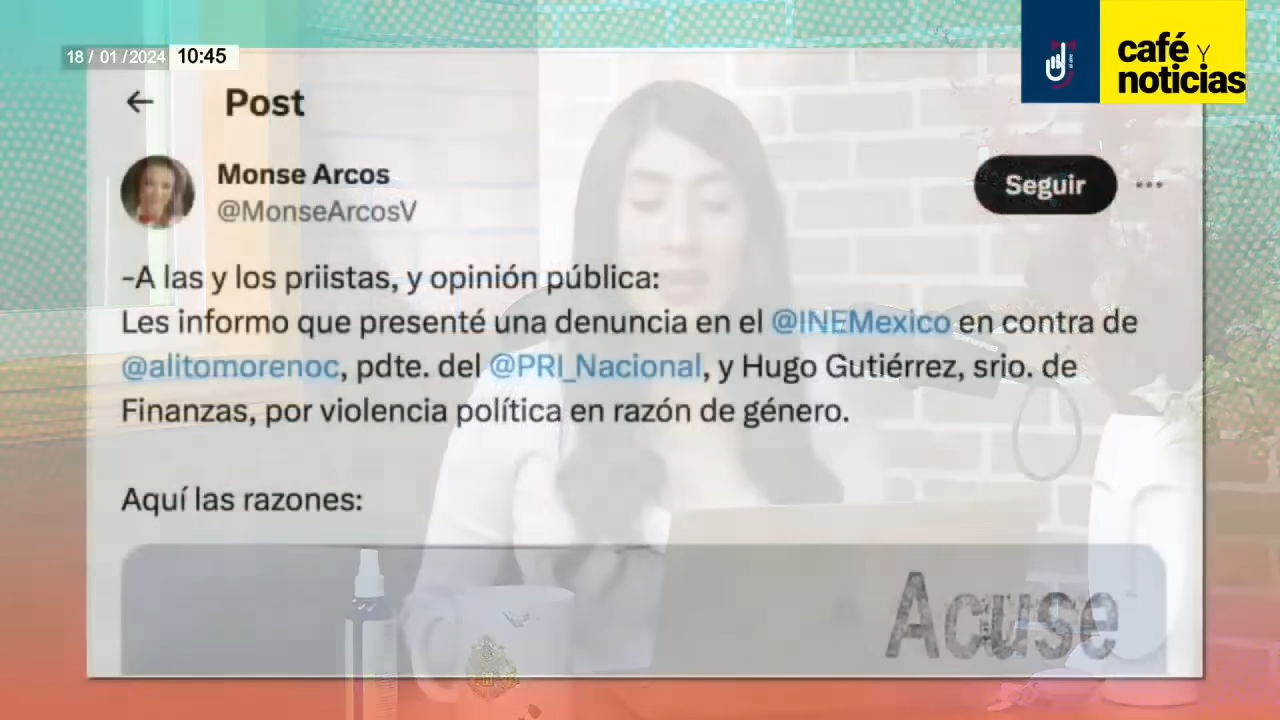 18/ 01 /2024 10:45
café Y
noticias
← Post
Monse Arcos
@MonseArcosV
Seguir
-A las y los priistas, y opinión pública:
Les informo que presenté una denuncia en el @INEMexico en contra de
@alitomorenoc, pdte. del @PRI_Nacional, y Hugo Gutiérrez, srio. de
Finanzas, por violencia política en razón de género.
Aquí las razones:
Acuse